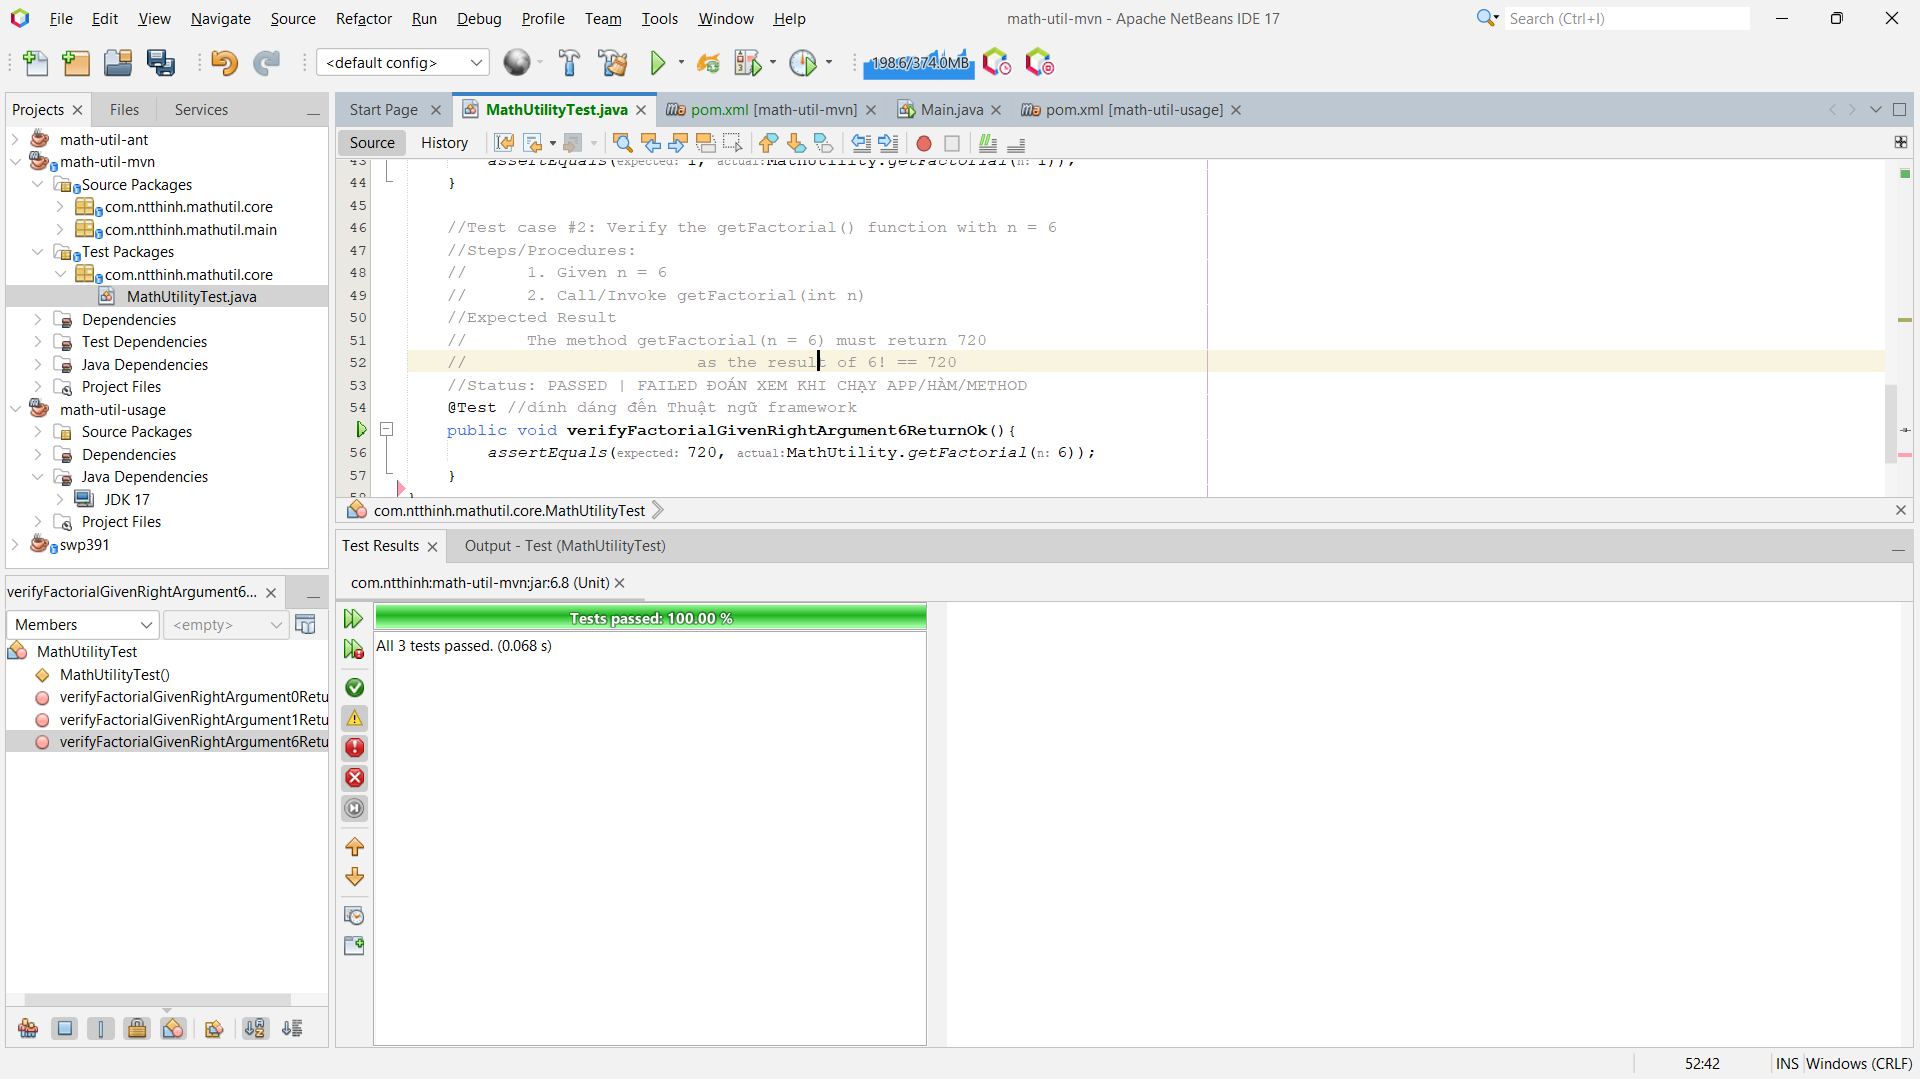 File Edit View Navigate Source Refactor Run Debug Profile Team Tools Window Help
math-util-mvn - Apache NetBeans IDE 17
Search (Ctrl+I)
<default config>
198.6/374.0MB
Projects Files Services
math-util-ant
math-util-mvn
Source Packages
com.ntthinh.mathutil.core
com.ntthinh.mathutil.main
Test Packages
com.ntthinh.mathutil.core
MathUtilityTest.java
Dependencies
Test Dependencies
Java Dependencies
Project Files
math-util-usage
Source Packages
Dependencies
Java Dependencies
JDK 17
Project Files
swp391
verifyFactorialGivenRightArgument6...
Members <empty>
MathUtilityTest
MathUtilityTest()
verifyFactorialGivenRightArgument0Retu
verifyFactorialGivenRightArgument1Retu
verifyFactorialGivenRightArgument6Retu
Start Page MathUtilityTest.java pom.xml [math-util-mvn] Main.java pom.xml [math-util-usage]
Source History
43 assertEquals(expected: 1, actual:MathUtility.getFactorial(n: 1));
44 }
45
46 //Test case #2: Verify the getFactorial() function with n = 6
47 //Steps/Procedures:
48 // 1. Given n = 6
49 // 2. Call/Invoke getFactorial(int n)
50 //Expected Result
51 // The method getFactorial(n = 6) must return 720
52 // as the result of 6! == 720
53 //Status: PASSED | FAILED ĐOÁN XEM KHI CHẠY APP/HÀM/METHOD
54 @Test //dính dáng đến Thuật ngữ framework
public void verifyFactorialGivenRightArgument6ReturnOk(){
56 assertEquals(expected: 720, actual:MathUtility.getFactorial(n: 6));
57 }
58 }
com.ntthinh.mathutil.core.MathUtilityTest
Test Results Output - Test (MathUtilityTest)
com.ntthinh:math-util-mvn:jar:6.8 (Unit)
Tests passed: 100.00 %
All 3 tests passed. (0.068 s)
52:42 INS Windows (CRLF)